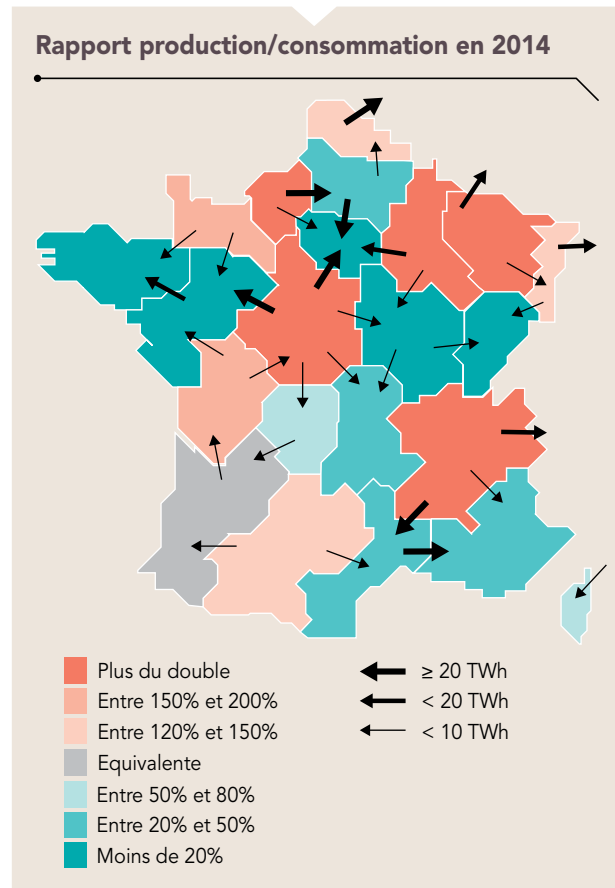 Rapport production/consommation en 2014
Plus du double
Entre 150% et 200%
Entre 120% et 150%
Equivalente
Entre 50% et 80%
Entre 20% et 50%
Moins de 20%
≥ 20 TWh
< 20 TWh
< 10 TWh